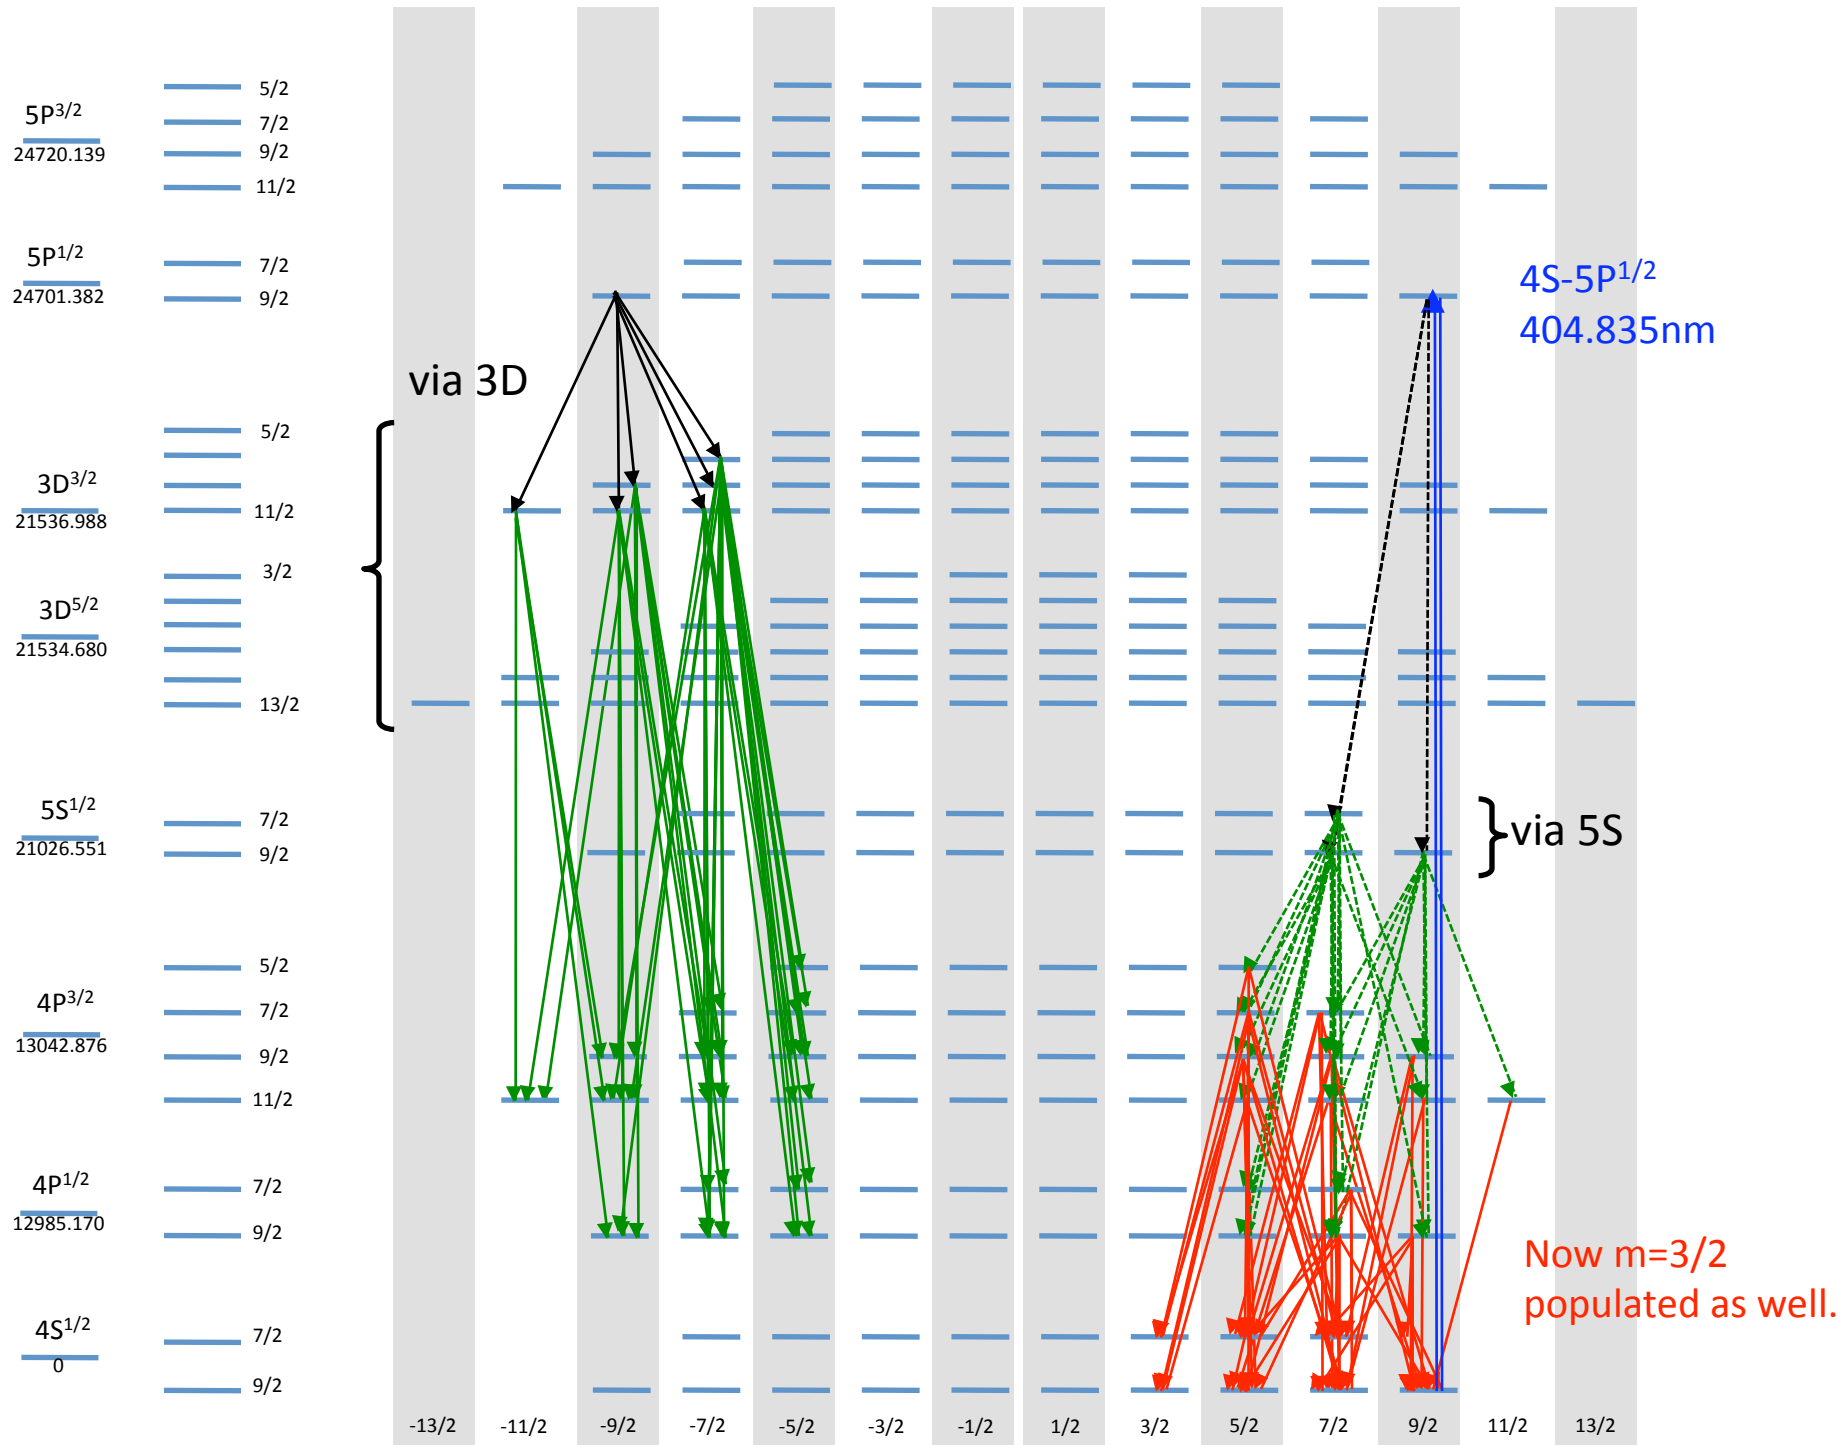 5/2
5P3/2
7/2
24720.139
9/2
11/2
5P1/2
7/2
24701.382
9/2
4S-5P1/2
404.835nm
via 3D
5/2
3D3/2
21536.988
11/2
3/2
3D5/2
21534.680
13/2
5S1/2
7/2
21026.551
9/2
via 5S
5/2
4P3/2
7/2
13042.876
9/2
11/2
4P1/2
7/2
12985.170
9/2
Now m=3/2
populated as well.
4S1/2
7/2
0
9/2
-13/2 -11/2 -9/2 -7/2 -5/2 -3/2 -1/2 1/2 3/2 5/2 7/2 9/2 11/2 13/2